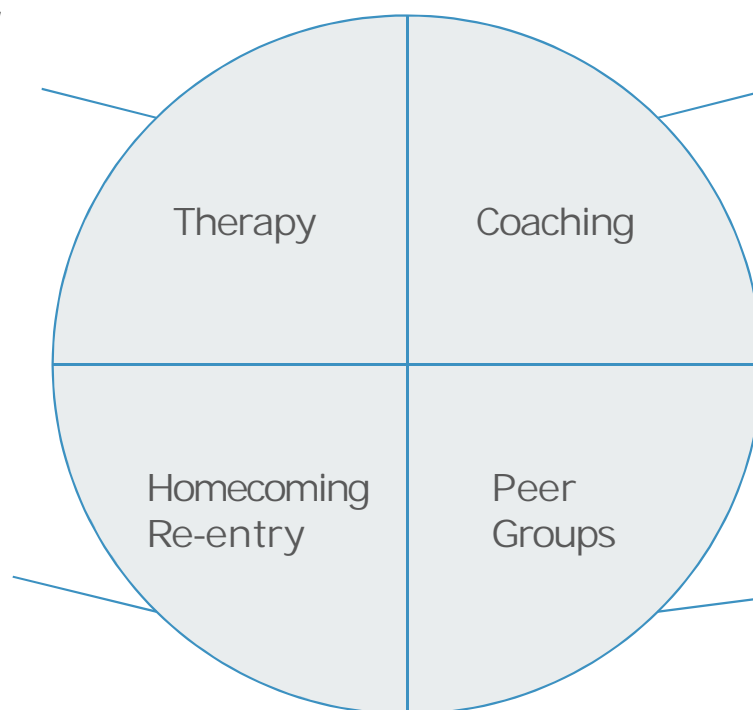 Therapy
Coaching
Homecoming
Re-entry
Peer
Groups